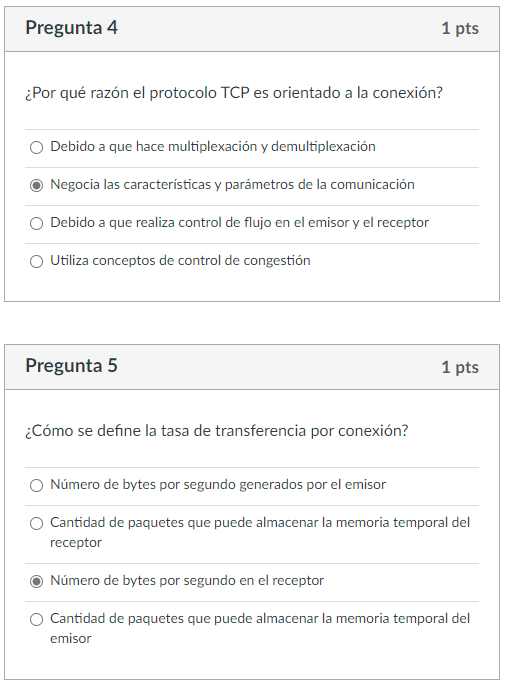 Pregunta 4
1 pts
¿Por qué razón el protocolo TCP es orientado a la conexión?
Debido a que hace multiplexación y demultiplexación
Negocia las características y parámetros de la comunicación
Debido a que realiza control de flujo en el emisor y el receptor
Utiliza conceptos de control de congestión
Pregunta 5
1 pts
¿Cómo se define la tasa de transferencia por conexión?
Número de bytes por segundo generados por el emisor
Cantidad de paquetes que puede almacenar la memoria temporal del
receptor
Número de bytes por segundo en el receptor
Cantidad de paquetes que puede almacenar la memoria temporal del
emisor